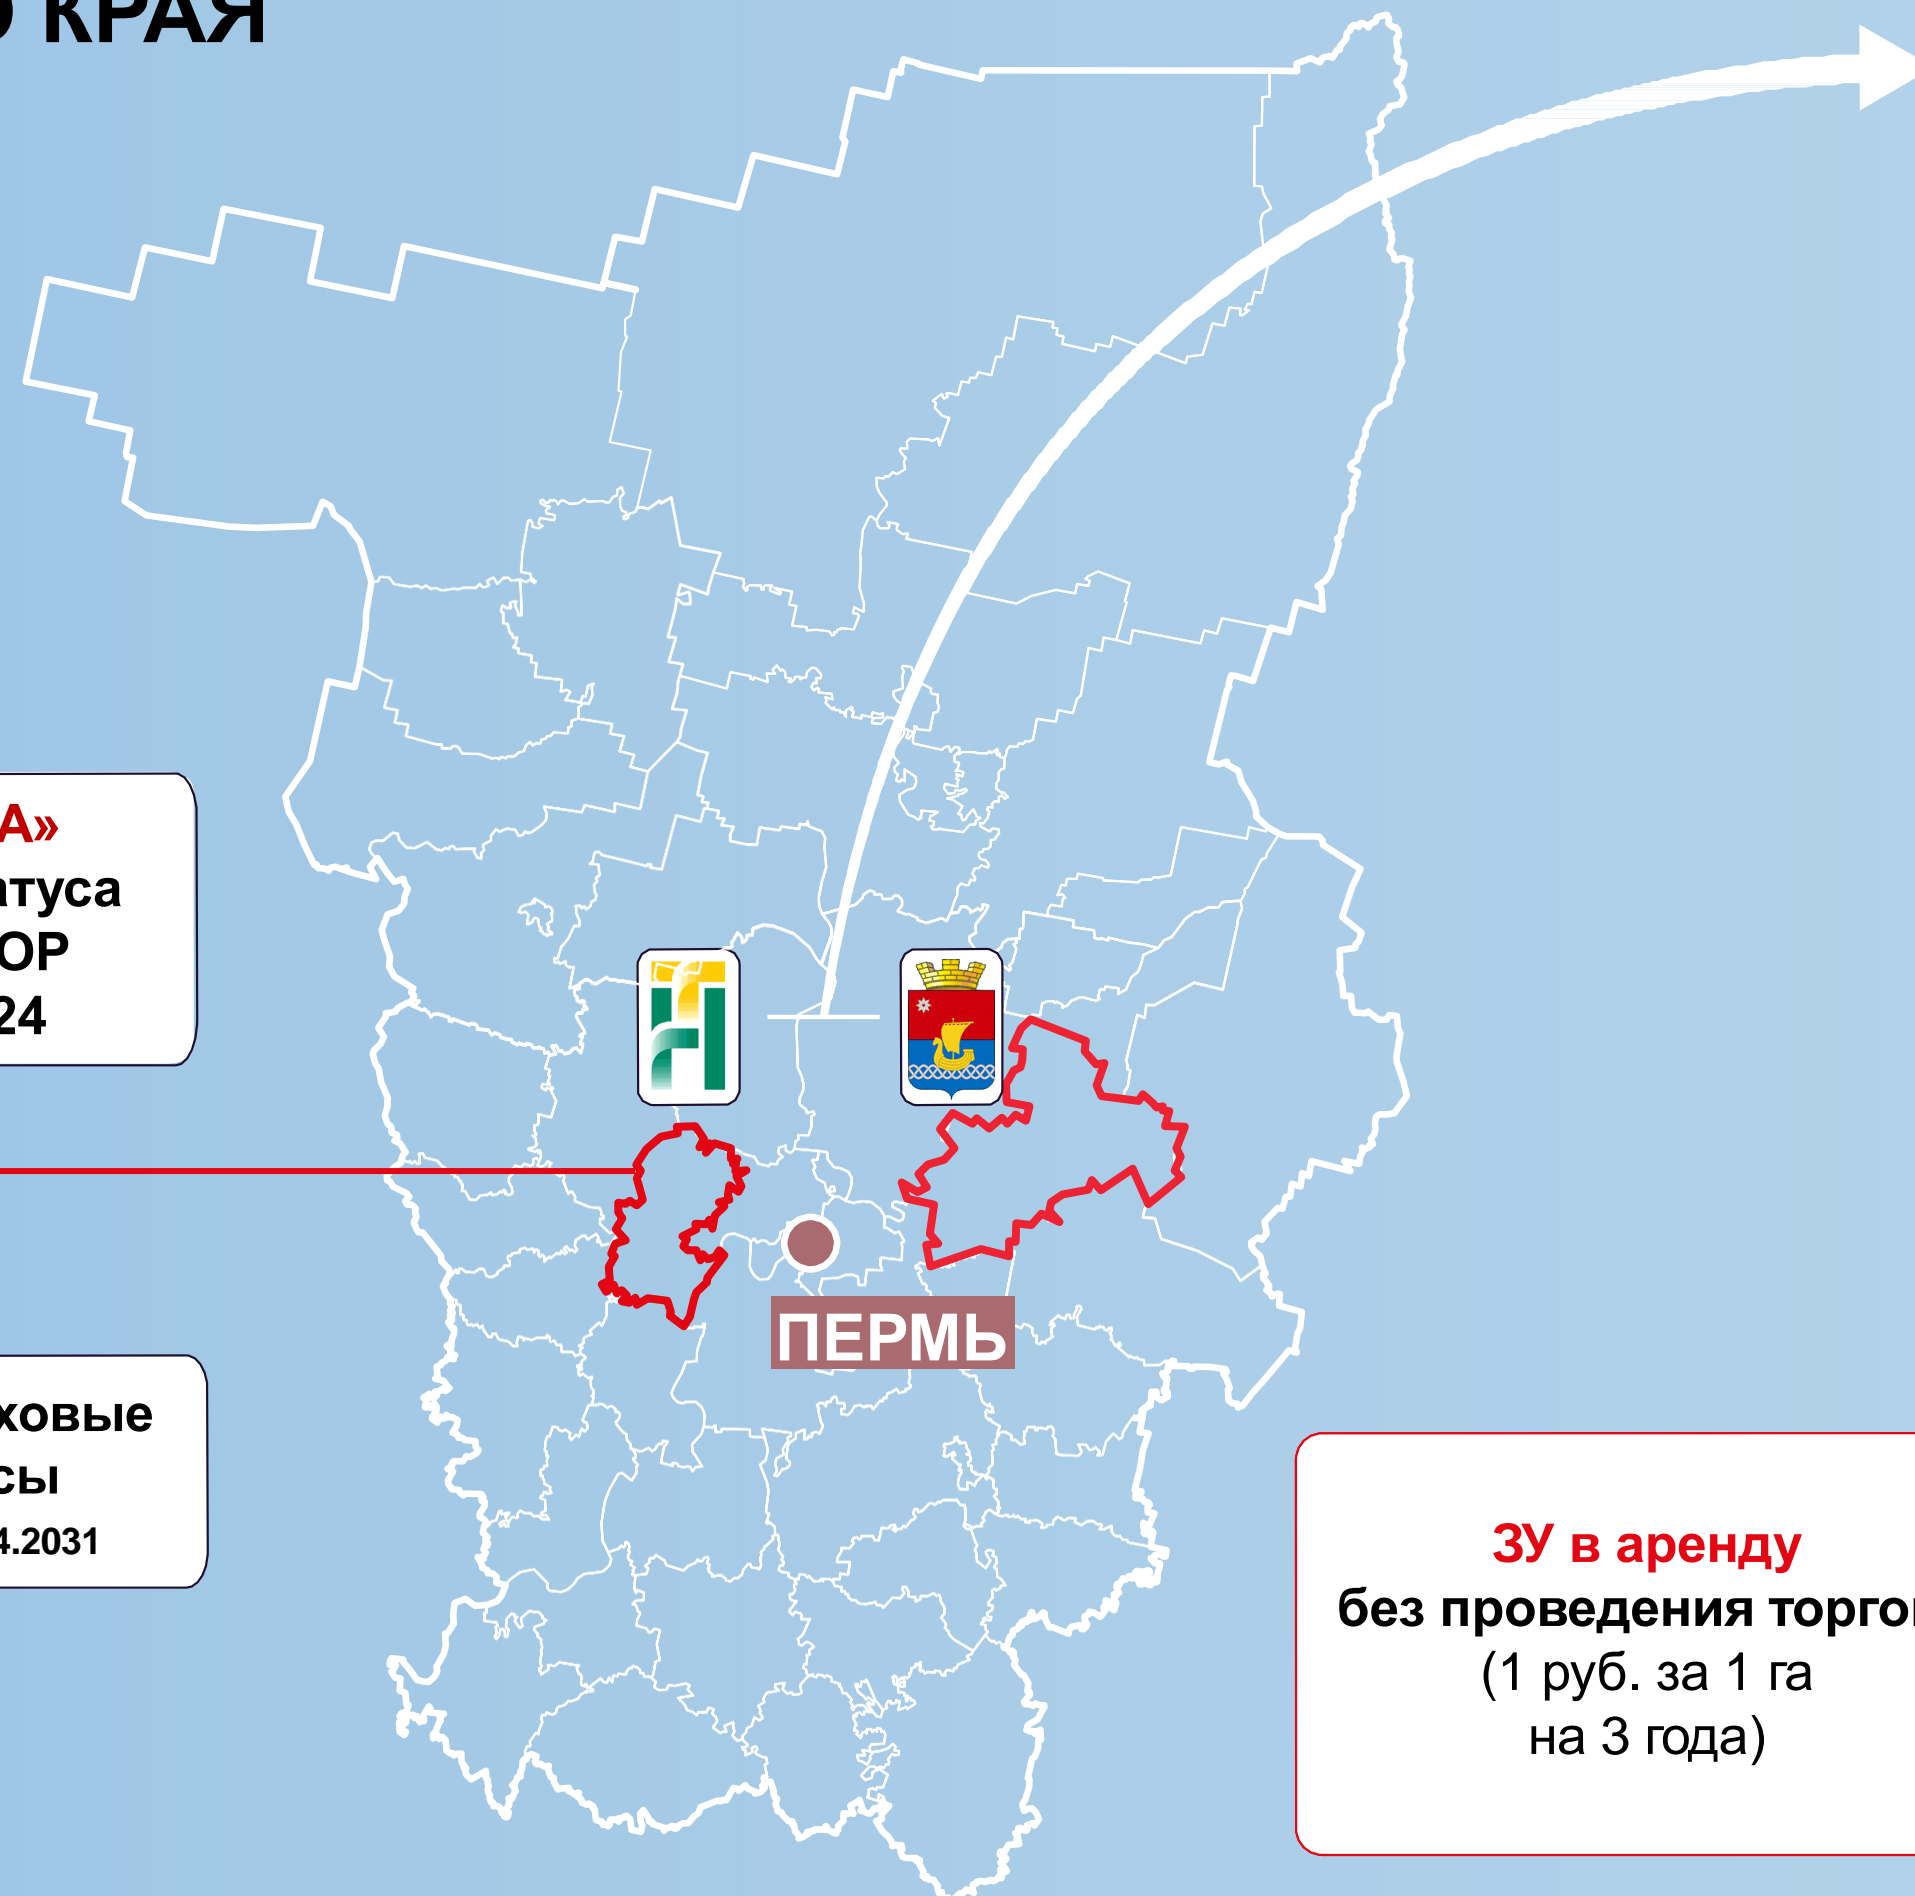 КРАЯ
А»
атуса
ОР
24
ПЕРМЬ
ховые
сы
4.2031
ЗУ в аренду
без проведения торго
(1 руб. за 1 га
на 3 года)